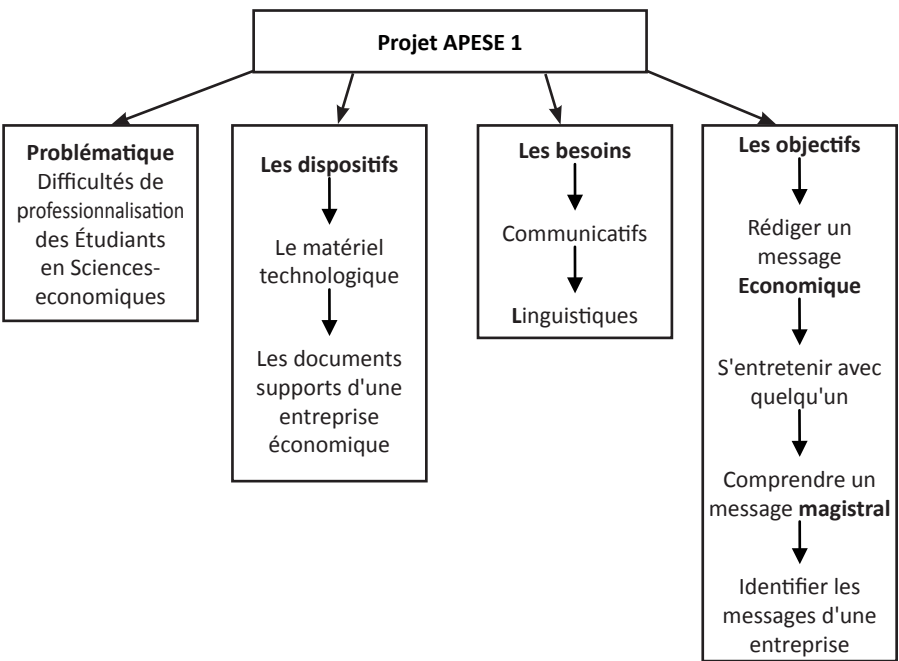 Projet APESE 1
Problématique
Difficultés de
professionnalisation
des Étudiants
en Sciences-
economiques
Les dispositifs
Le matériel
technologique
Les documents
supports d'une
entreprise
économique
Les besoins
Communicatifs
Linguistiques
Les objectifs
Rédiger un
message
Economique
S'entretenir avec
quelqu'un
Comprendre un
message magistral
Identifier les
messages d'une
entreprise